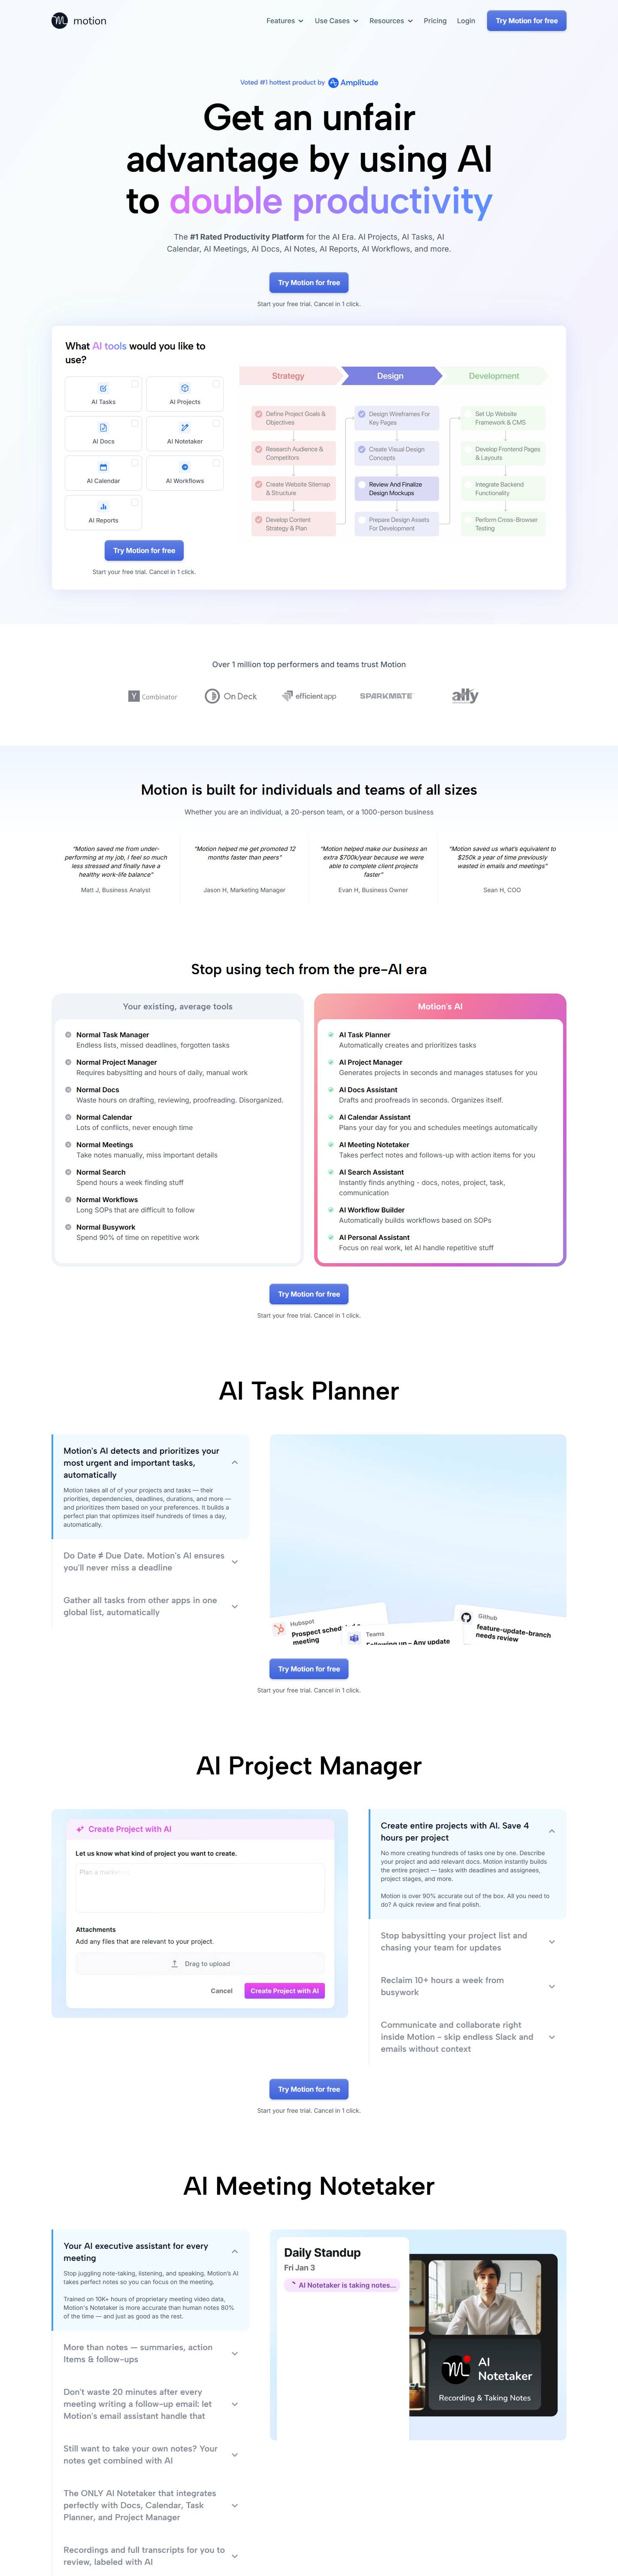 motion
Features
Use Cases
Resources
Pricing
Login
Try Motion for free
Voted #1 hottest product by Amplitude
Get an unfair
advantage by using AI
to double productivity
The #1 Rated Productivity Platform for the AI Era. AI Projects, AI Tasks, AI
Calendar, AI Meetings, AI Docs, AI Notes, AI Reports, AI Workflows, and more.
Try Motion for free
Start your free trial. Cancel in 1 click.
What AI tools would you like to
use?
AI Tasks
AI Projects
AI Docs
AI Notetaker
AI Calendar
AI Workflows
AI Reports
Try Motion for free
Start your free trial. Cancel in 1 click.
Strategy
Design
Development
Define Project Goals &
Objectives
Research Audience &
Competitors
Create Website Sitemap
& Structure
Develop Content
Strategy & Plan
Design Wireframes For
Key Pages
Create Visual Design
Concepts
Review And Finalize
Design Mockups
Prepare Design Assets
For Development
Set Up Website
Framework & CMS
Develop Frontend Pages
& Layouts
Integrate Backend
Functionality
Perform Cross-Browser
Testing
Over 1 million top performers and teams trust Motion
Y Combinator
On Deck
efficient app
SPARKMATE
ally
Motion is built for individuals and teams of all sizes
Whether you are an individual, a 20-person team, or a 1000-person business
"Motion saved me from under-
performing at my job, I feel so much
less stressed and finally have a
healthy work-life balance"
Matt J, Business Analyst
"Motion helped me get promoted 12
months faster than peers"
Jason H, Marketing Manager
"Motion helped make our business an
extra $700k/year because we were
able to complete client projects
faster"
Evan H, Business Owner
"Motion saved us what's equivalent to
$250k a year of time previously
wasted in emails and meetings"
Sean H, COO
Stop using tech from the pre-AI era
Your existing, average tools
Normal Task Manager
Endless lists, missed deadlines, forgotten tasks
Normal Project Manager
Requires babysitting and hours of daily, manual work
Normal Docs
Waste hours on drafting, reviewing, proofreading. Disorganized.
Normal Calendar
Lots of conflicts, never enough time
Normal Meetings
Take notes manually, miss important details
Normal Search
Spend hours a week finding stuff
Normal Workflows
Long SOPs that are difficult to follow
Normal Busywork
Spend 90% of time on repetitive work
Motion's AI
AI Task Planner
Automatically creates and prioritizes tasks
AI Project Manager
Generates projects in seconds and manages statuses for you
AI Docs Assistant
Drafts and proofreads in seconds. Organizes itself.
AI Calendar Assistant
Plans your day for you and schedules meetings automatically
AI Meeting Notetaker
Takes perfect notes and follows-up with action items for you
AI Search Assistant
Instantly finds anything - docs, notes, project, task,
communication
AI Workflow Builder
Automatically builds workflows based on SOPs
AI Personal Assistant
Focus on real work, let AI handle repetitive stuff
Try Motion for free
Start your free trial. Cancel in 1 click.
AI Task Planner
Motion's AI detects and prioritizes your
most urgent and important tasks,
automatically
Motion takes all of of your projects and tasks — their
priorities, dependencies, deadlines, durations, and more —
and prioritizes them based on your preferences. It builds a
perfect plan that optimizes itself hundreds of times a day,
automatically.
Do Date ≠ Due Date. Motion's AI ensures
you'll never miss a deadline
Gather all tasks from other apps in one
global list, automatically
Hubspot
Prospect
meeting
Teams
Following up – Any update
Github
feature-update-branch
needs review
Try Motion for free
Start your free trial. Cancel in 1 click.
AI Project Manager
Create Project with AI
Let us know what kind of project you want to create.
Plan a
Attachments
Add any files that are relevant to your project.
Drag to upload
Cancel
Create Project with AI
Create entire projects with AI. Save 4
hours per project
No more creating hundreds of tasks one by one. Describe
your project and add relevant docs. Motion instantly builds
the entire project — tasks with deadlines and assignees,
project stages, and more.
Motion is over 90% accurate out of the box. All you need to
do? A quick review and final polish.
Stop babysitting your project list and
chasing your team for updates
Reclaim 10+ hours a week from
busywork
Communicate and collaborate right
inside Motion - skip endless Slack and
emails without context
Try Motion for free
Start your free trial. Cancel in 1 click.
AI Meeting Notetaker
Your AI executive assistant for every
meeting
Stop juggling note-taking, listening, and speaking. Motion's AI
takes perfect notes so you can focus on the meeting.
Trained on 10K+ hours of proprietary meeting video data,
Motion's Notetaker is more accurate than human notes 80%
of the time — and just as good as the rest.
More than notes — summaries, action
Items & follow-ups
Don't waste 20 minutes after every
meeting writing a follow-up email: let
Motion's email assistant handle that
Still want to take your own notes? Your
notes get combined with AI
The ONLY AI Notetaker that integrates
perfectly with Docs, Calendar, Task
Planner, and Project Manager
Recordings and full transcripts for you to
review, labeled with AI
Daily Standup
Fri Jan 3
AI Notetaker is taking notes...
AI
Notetaker
Recording & Taking Notes